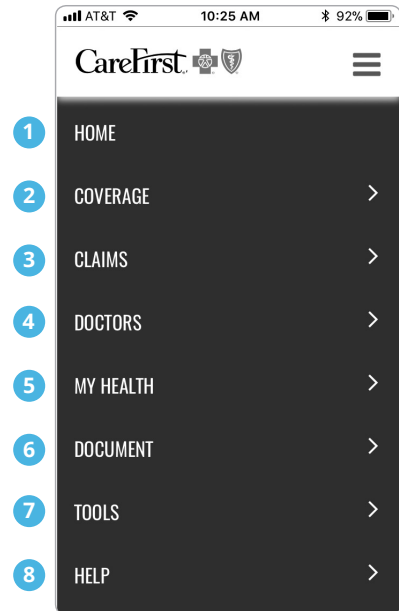 AT&T 10:25 AM 92%
CareFirst
1 HOME
2 COVERAGE
3 CLAIMS
4 DOCTORS
5 MY HEALTH
6 DOCUMENT
7 TOOLS
8 HELP